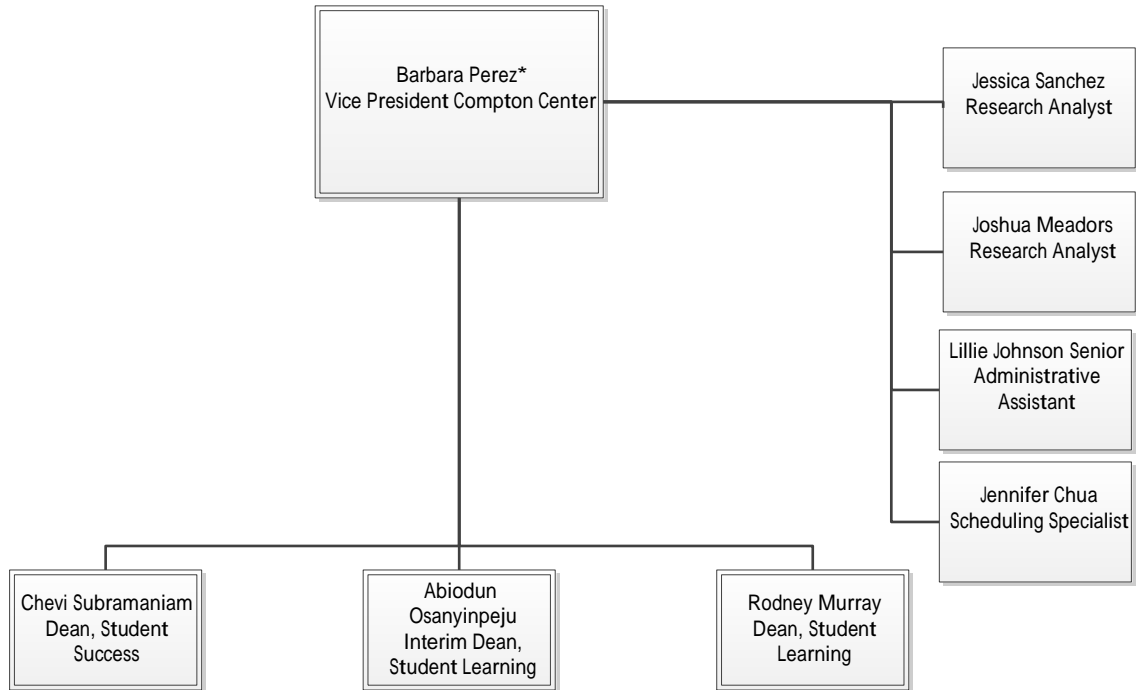 Barbara Perez*
Vice President Compton Center
Jessica Sanchez
Research Analyst
Joshua Meadors
Research Analyst
Lillie Johnson Senior
Administrative
Assistant
Jennifer Chua
Scheduling Specialist
Chevi Subramaniam
Dean, Student
Success
Abiodun
Osanyinpeju
Interim Dean,
Student Learning
Rodney Murray
Dean, Student
Learning